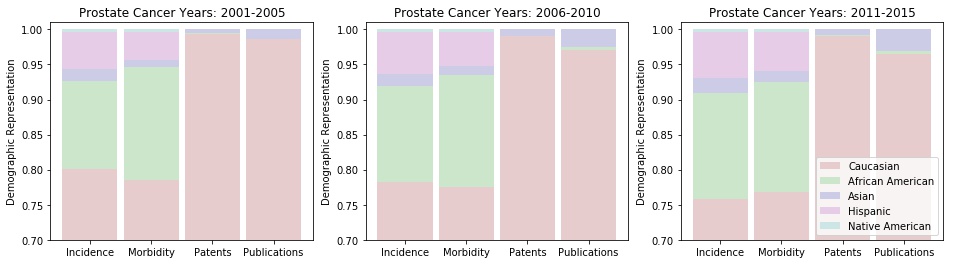 Prostate Cancer Years: 2001-2005
Demographic Representation
1.00
0.95
0.90
0.85
0.80
0.75
0.70
Incidence Morbidity Patents Publications
Prostate Cancer Years: 2006-2010
Demographic Representation
1.00
0.95
0.90
0.85
0.80
0.75
0.70
Incidence Morbidity Patents Publications
Prostate Cancer Years: 2011-2015
Demographic Representation
1.00
0.95
0.90
0.85
0.80
0.75
0.70
Incidence Morbidity Patents Publications
Caucasian
African American
Asian
Hispanic
Native American